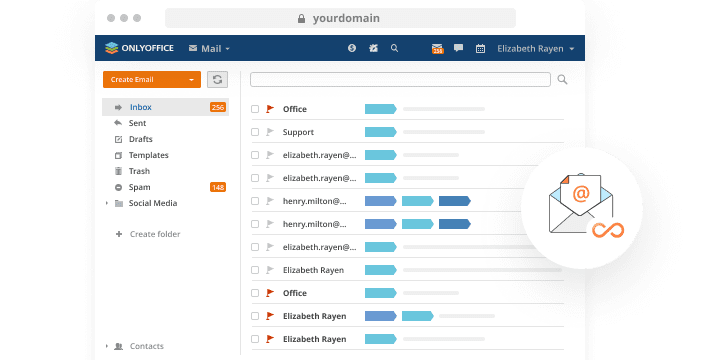 yourdomain
ONLYOFFICE Mail Elizabeth Rayen
256
Create Email
Inbox 256
Sent
Drafts
Templates
Trash
Spam 148
Social Media
Create folder
Contacts
Office
Support
elizabeth.rayen@...
elizabeth.rayen@...
henry.milton@...
henry.milton@...
elizabeth.rayen@...
Elizabeth Rayen
Office
Elizabeth Rayen
Elizabeth Rayen
@